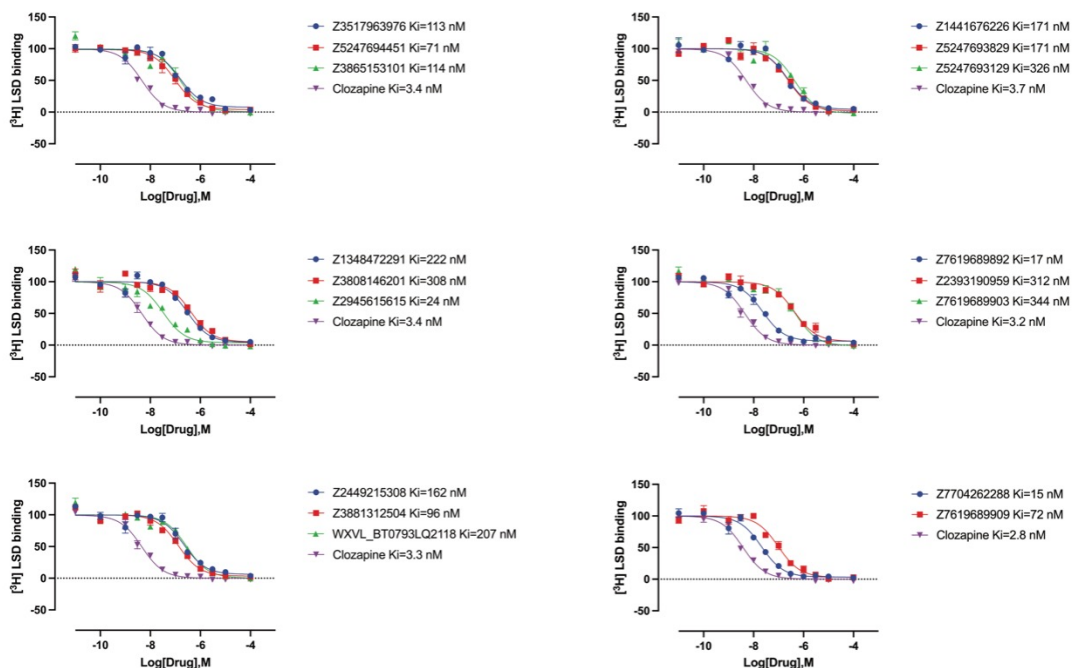 150
100
50
0
-50
[³H] LSD binding
-10
-8
-6
-4
Log[Drug],M
Z3517963976 Ki=113 nM
Z5247694451 Ki=71 nM
Z3865153101 Ki=114 nM
Clozapine Ki=3.4 nM
150
100
50
0
-50
[³H] LSD binding
-10
-8
-6
-4
Log[Drug],M
Z1441676226 Ki=171 nM
Z5247693829 Ki=171 nM
Z5247693129 Ki=326 nM
Clozapine Ki=3.7 nM
150
100
50
0
-50
[³H] LSD binding
-10
-8
-6
-4
Log[Drug],M
Z1348472291 Ki=222 nM
Z3808146201 Ki=308 nM
Z2945615615 Ki=24 nM
Clozapine Ki=3.4 nM
150
100
50
0
-50
[³H] LSD binding
-10
-8
-6
-4
Log[Drug],M
Z7619689892 Ki=17 nM
Z2393190959 Ki=312 nM
Z7619689903 Ki=344 nM
Clozapine Ki=3.2 nM
150
100
50
0
-50
[³H] LSD binding
-10
-8
-6
-4
Log[Drug],M
Z2449215308 Ki=162 nM
Z3881312504 Ki=96 nM
WXVL_BT0793LQ2118 Ki=207 nM
Clozapine Ki=3.3 nM
150
100
50
0
-50
[³H] LSD binding
-10
-8
-6
-4
Log[Drug],M
Z7704262288 Ki=15 nM
Z7619689909 Ki=72 nM
Clozapine Ki=2.8 nM